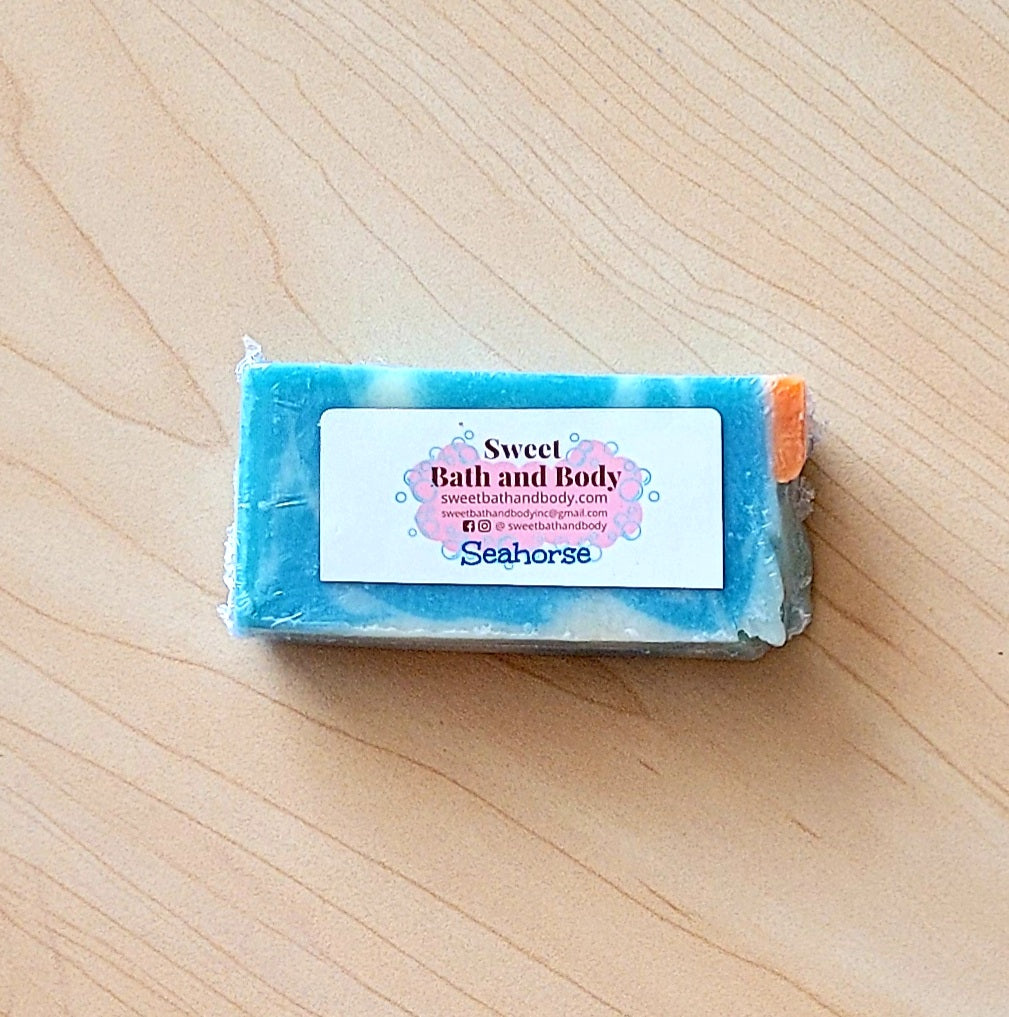 Sweet
Bath and Body
sweetbathandbody.com
sweetbathandbodyinc@gmail.com
@ sweetbathandbody
Seahorse